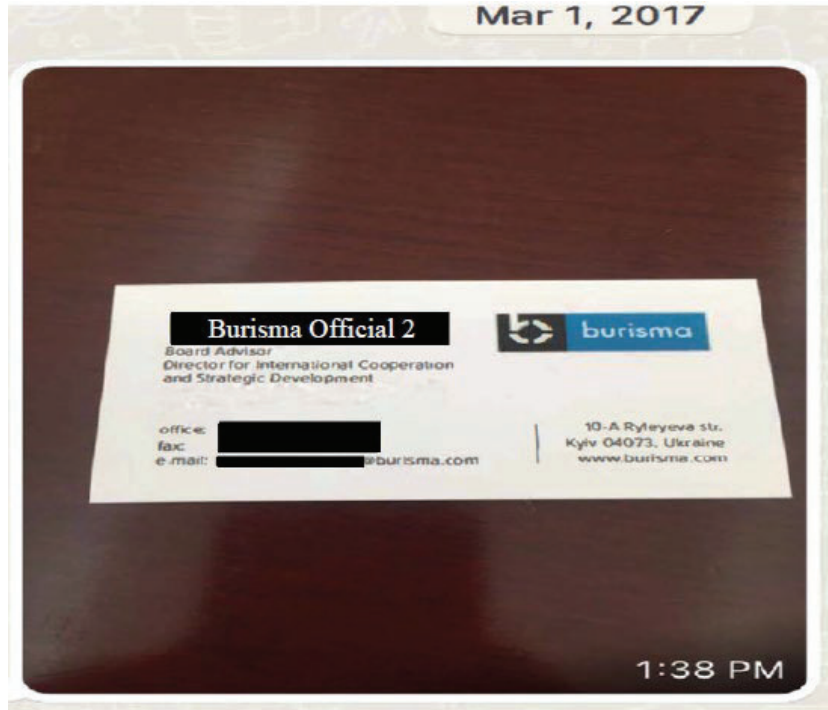 Mar 1, 2017
Burisma Official 2
burisma
Board Advisor
Director for International Cooperation
and Strategic Development
office:
fax:
e-mail: @burisma.com
10-A Ryleyeva str.
Kyiv 04073, Ukraine
www.burisma.com
1:38 PM